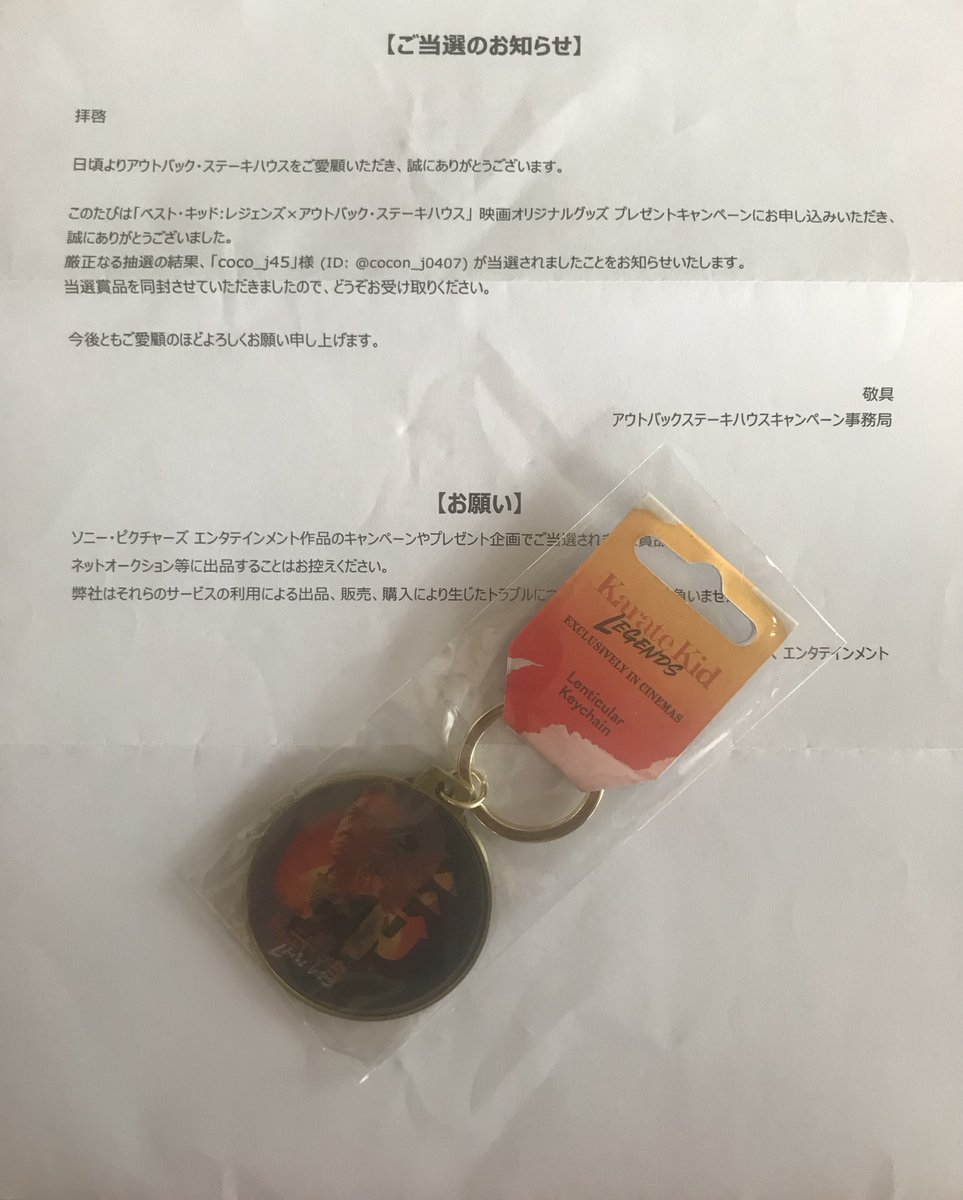 【ご当選のお知らせ】
拝啓
日頃よりアウトバック・ステーキハウスをご愛顧いただき、誠にありがとうございます。
このたびは「ベスト・キッド:レジェンズ×アウトバック・ステーキハウス」 映画オリジナルグッズ プレゼントキャンペーンにお申し込みいただき、
誠にありがとうございました。
厳正なる抽選の結果、「coco_j45」様 (ID: @cocon_j0407) が当選されましたことをお知らせいたします。
当選賞品を同封させていただきましたので、どうぞお受け取りください。
今後ともご愛顧のほどよろしくお願い申し上げます。
敬具
アウトバックステーキハウスキャンペーン事務局
【お願い】
ソニー・ピクチャーズ エンタテインメント作品のキャンペーンやプレゼント企画でご当選され
ネットオークション等に出品することはお控えください。
弊社はそれらのサービスの利用による出品、販売、購入により生じたトラブルにつ 負いませ
エンタテインメント
Karate Kid
LEGENDS
EXCLUSIVELY IN CINEMAS
Lenticular
Keychain